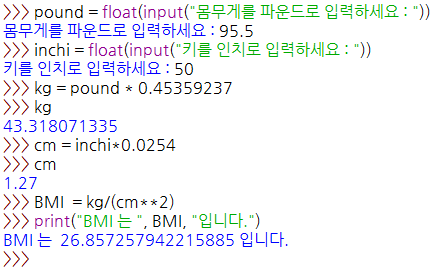 >>> pound = float(input("몸무게를 파운드로 입력하세요 : "))
몸무게를 파운드로 입력하세요 : 95.5
>>> inchi = float(input("키를 인치로 입력하세요 : "))
키를 인치로 입력하세요 : 50
>>> kg = pound * 0.45359237
>>> kg
43.318071335
>>> cm = inchi*0.0254
>>> cm
1.27
>>> BMI = kg/(cm**2)
>>> print("BMI 는 ", BMI, "입니다.")
BMI 는  26.857257942215885 입니다.
>>>